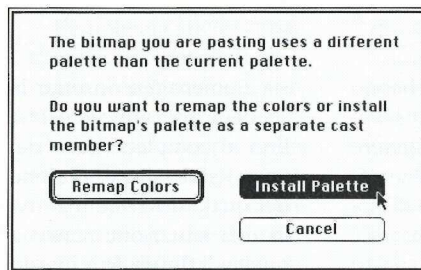 The bitmap you are pasting uses a different
palette than the current palette.
Do you want to remap the colors or install
the bitmap's palette as a separate cast
member?
Remap Colors
Install Palette
Cancel